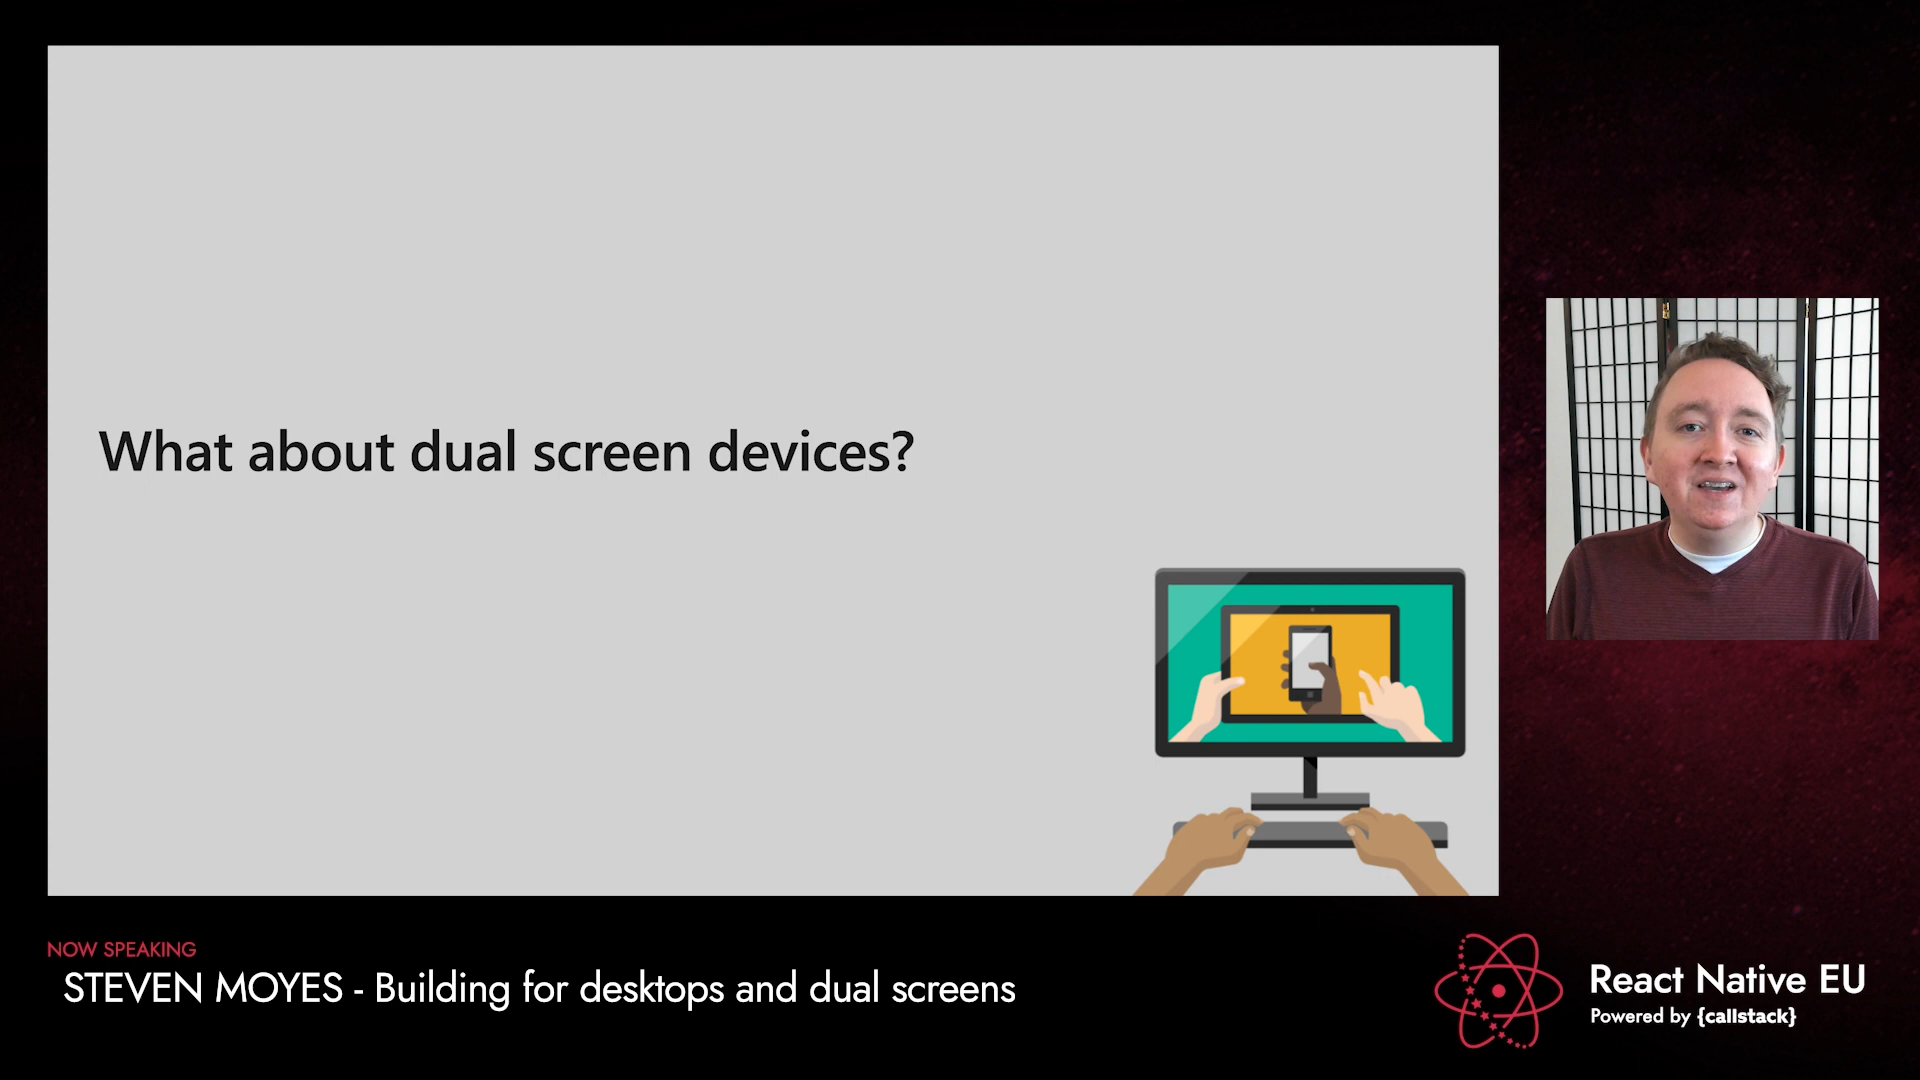 What about dual screen devices?
NOW SPEAKING
STEVEN MOYES - Building for desktops and dual screens
React Native EU
Powered by {callstack}